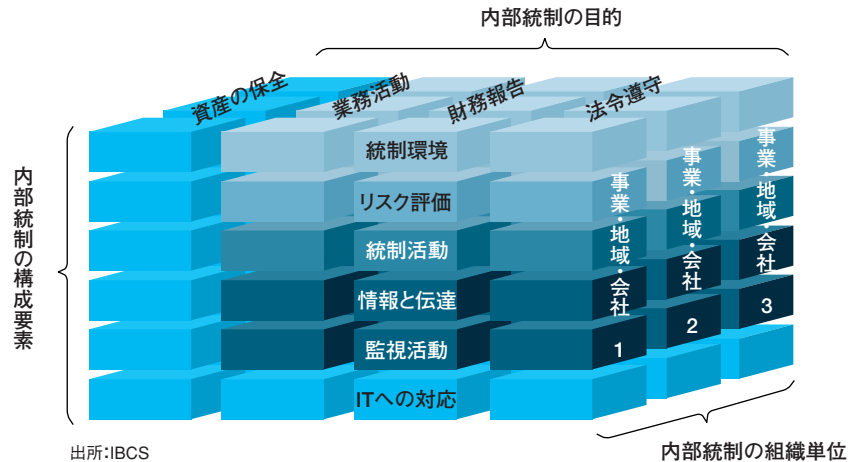 内部統制の目的
資産の保全
業務活動
財務報告
法令遵守
内部統制の構成要素
統制環境
リスク評価
統制活動
情報と伝達
監視活動
ITへの対応
事業・地域・会社
1
事業・地域・会社
2
事業・地域・会社
3
出所:IBCS
内部統制の組織単位